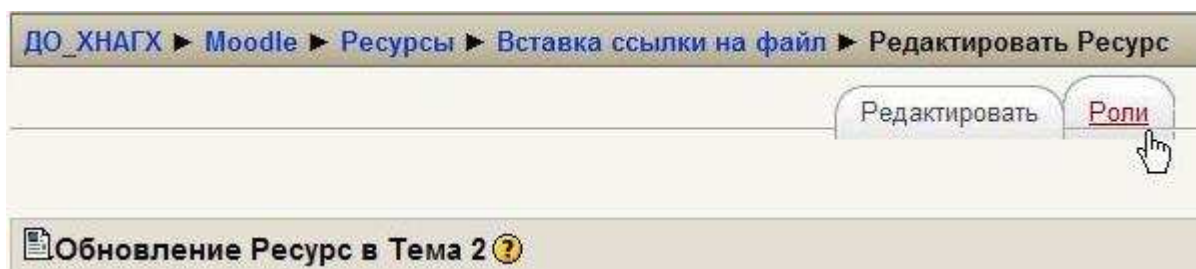 ДО_ХНАГХ ► Moodle ► Ресурсы ► Вставка ссылки на файл ► Редактировать Ресурс
Редактировать Роли
Обновление Ресурс в Тема 2 ?